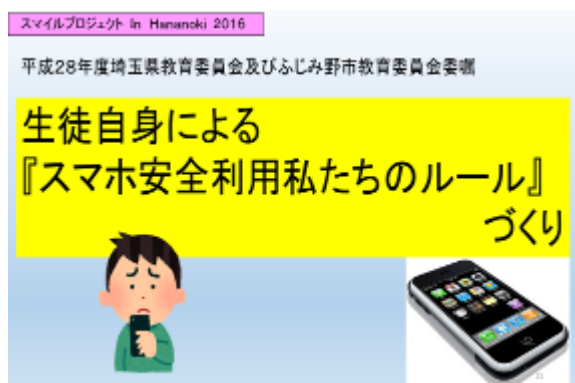 スマイルプロジェクト In Hananoki 2016
平成28年度埼玉県教育委員会及びふじみ野市教育委員会委嘱
生徒自身による
『スマホ安全利用私たちのルール』
づくり